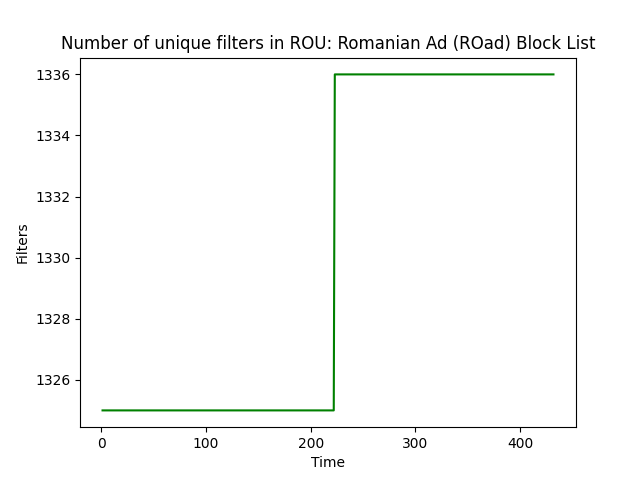 Number of unique filters in ROU: Romanian Ad (ROad) Block List
1336
1334
1332
1330
1328
1326
Filters
0 100 200 300 400
Time